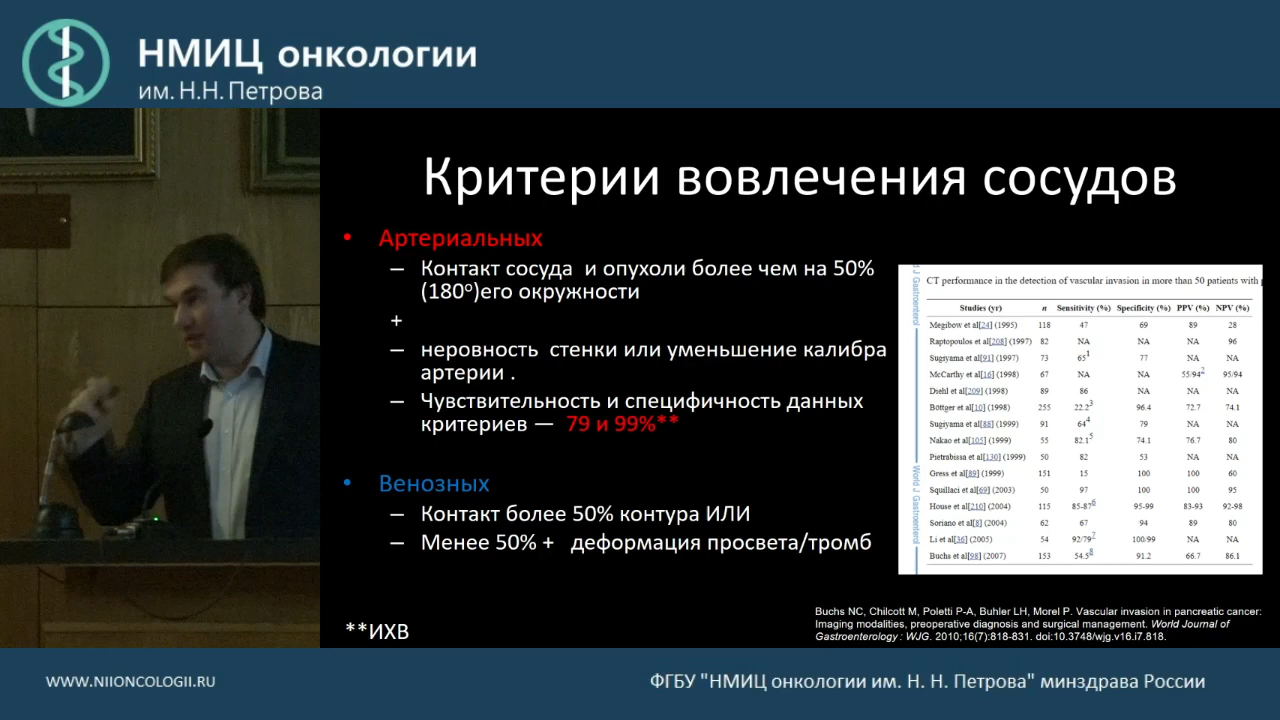 НМИЦ онкологии
им. Н.Н. Петрова
Критерии вовлечения сосудов
• Артериальных
– Контакт сосуда и опухоли более чем на 50%
(180º)его окружности
+
– неровность стенки или уменьшение калибра
артерии .
– Чувствительность и специфичность данных
критериев — 79 и 99%**
• Венозных
– Контакт более 50% контура ИЛИ
– Менее 50% + деформация просвета/тромб
**ИХВ
World J Gastroenterol
CT performance in the detection of vascular invasion in more than 50 patients with
Studies (yr) n Sensitivity (%) Specificity (%) PPV (%) NPV (%)
Megibow et al[24] (1995) 118 47 69 89 28
Raptopoulos et al[208] (1997) 82 NA NA NA 96
Sugiyama et al[91] (1997) 73 65¹ 77 NA NA
McCarthy et al[16] (1998) 67 NA NA 55/94² 95/94
Diehl et al[209] (1998) 89 86 NA NA NA
Böttger et al[10] (1998) 255 22.2³ 96.4 72.7 74.1
Sugiyama et al[88] (1999) 91 64⁴ 79 NA NA
Nakao et al[105] (1999) 55 82.1⁵ 74.1 76.7 80
Pietrabissa et al[130] (1999) 50 82 53 NA NA
Gress et al[89] (1999) 151 15 100 100 60
Squillaci et al[69] (2003) 50 97 100 100 95
House et al[210] (2004) 115 85-87⁶ 95-99 83-93 92-98
Soriano et al[8] (2004) 62 67 94 89 80
Li et al[36] (2005) 54 92/79⁷ 100/99 NA NA
Buchs et al[98] (2007) 153 54.5⁸ 91.2 66.7 86.1
Buchs NC, Chilcott M, Poletti P-A, Buhler LH, Morel P. Vascular invasion in pancreatic cancer:
Imaging modalities, preoperative diagnosis and surgical management. World Journal of
Gastroenterology : WJG. 2010;16(7):818-831. doi:10.3748/wjg.v16.i7.818.
WWW.NIIONCOLOGII.RU
ФГБУ "НМИЦ онкологии им. Н. Н. Петрова" минздрава России